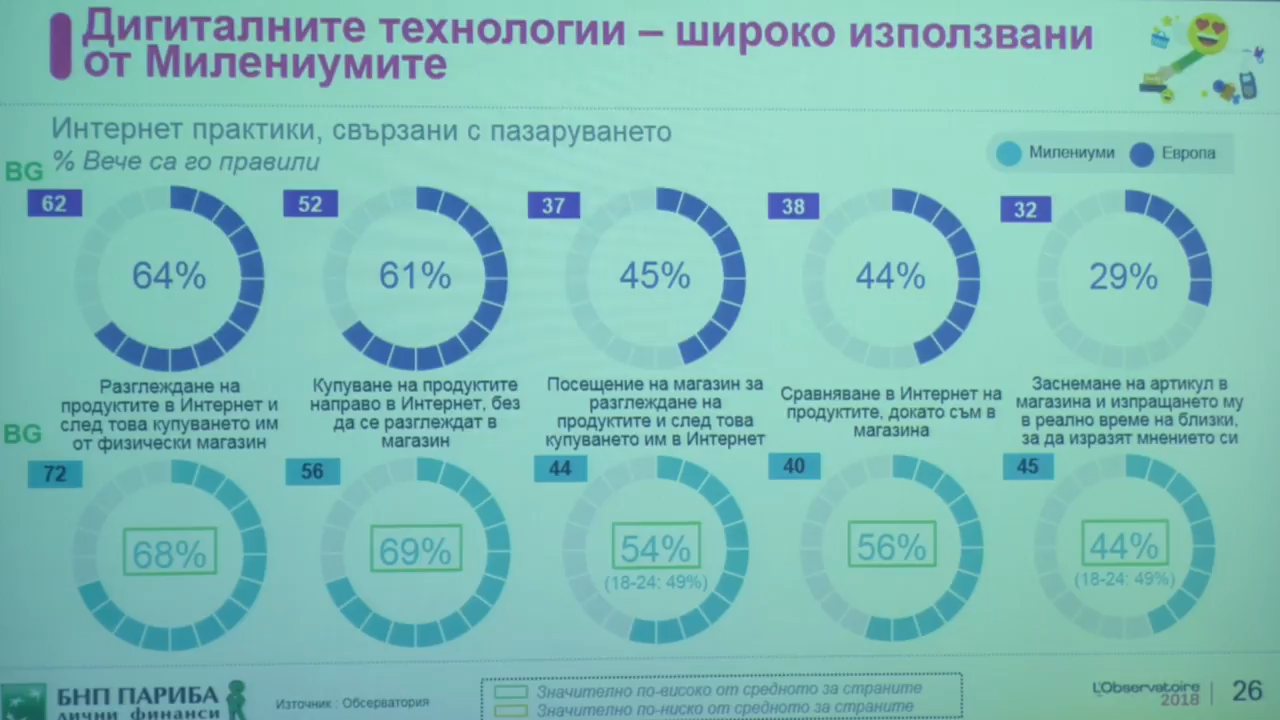 Дигиталните технологии – широко използвани
от Милениумите
Интернет практики, свързани с пазаруването
% Вече са го правили
Милениуми
Европа
BG
62
52
37
38
32
64%
61%
45%
44%
29%
Разглеждане на
продуктите в Интернет и
след това купуването им
от физически магазин
Купуване на продуктите
направо в Интернет, без
да се разглеждат в
магазин
Посещение на магазин за
разглеждане на
продуктите и след това
купуването им в Интернет
Сравняване в Интернет на
продуктите, докато съм в
магазина
Заснемане на артикул в
магазина и изпращането му
в реално време на близки,
за да изразят мнението си
BG
72
56
44
40
45
68%
69%
54%
(18-24: 49%)
56%
44%
(18-24: 49%)
БНП ПАРИБА
лични финанси
Източник : Обсерватория
Значително по-високо от средното за страните
Значително по-ниско от средното за страните
L'Observatoire
2018
26